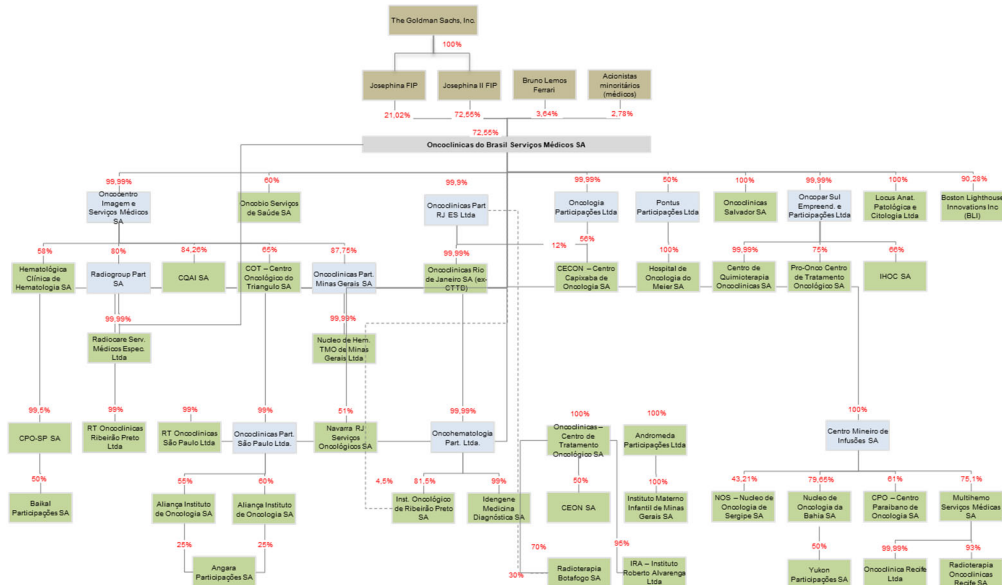 The Goldman Sachs, Inc.
100%
Josephina FIP
Josephina II FIP
Bruno Lemos
Ferrari
Acionistas
minoritários
(médicos)
21,02%
72,55%
3,64%
2,78%
72,55%
Oncoclinicas do Brasil Serviços Médicos SA
99,99%
60%
99,9%
99,99%
50%
100%
99,99%
100%
90,28%
Oncocentro
Imagem e
Serviços Médicos
SA
Oncobio Serviços
de Saúde SA
Oncoclinicas Part
RJ ES Ltda
Oncologia
Participações Ltda
Pontus
Participações Ltda
Oncoclinicas
Salvador SA
Oncopar Sul
Empreend. e
Participações Ltda
Locus Anat.
Patológica e
Citologia Ltda
Boston Lighthouse
Innovations Inc
(BLI)
58%
80%
84,26%
65%
87,75%
99,99%
12%
56%
100%
99,99%
75%
66%
Hematológica
Clínica de
Hematologia SA
Radiogroup Part
SA
CQAI SA
COT – Centro
Oncológico do
Triangulo SA
Oncoclinicas Part.
Minas Gerais SA
Oncoclinicas Rio
de Janeiro SA (ex-
CTTB)
CECON – Centro
Capixaba de
Oncologia SA
Hospital de
Oncologia do
Meier SA
Centro de
Quimioterapia
Oncoclinicas SA
Pro-Onco Centro
de Tratamento
Oncológico SA
IHOC SA
99,99%
99,99%
Radiocare Serv.
Médicos Espec.
Ltda
Nucleo de Hem.
TMO de Minas
Gerais Ltda
99,5%
99%
99%
99%
51%
99,99%
100%
100%
100%
CPO-SP SA
RT Oncoclinicas
Ribeirão Preto
Ltda
RT Oncoclinicas
São Paulo Ltda
Oncoclinicas Part.
São Paulo Ltda.
Navarra RJ
Serviços
Oncológicos SA
Oncohematologia
Part. Ltda.
Oncoclinicas –
Centro de
Tratamento
Oncológico SA
Andromeda
Participações Ltda
Centro Mineiro de
Infusões SA
50%
55%
60%
4,5%
81,5%
99%
50%
100%
43,21%
79,65%
61%
75,1%
Baikal
Participações SA
Aliança Instituto
de Oncologia SA
Aliança Instituto
de Oncologia SA
Inst. Oncológico
de Ribeirão Preto
SA
Idengene
Medicina
Diagnóstica SA
CEON SA
Instituto Materno
Infantil de Minas
Gerais SA
NOS – Nucleo de
Oncologia de
Sergipe SA
Nucleo de
Oncologia da
Bahia SA
CPO – Centro
Paraibano de
Oncologia SA
Multihemo
Serviços Médicas
SA
25%
25%
70%
95%
50%
99,99%
93%
Angara
Participações SA
30%
Radioterapia
Botafogo SA
IRA – Instituto
Roberto Alvarenga
Ltda
Yukon
Participações SA
Oncoclinica Recife
Ltda
Radioterapia
Oncoclinicas
Recife SA